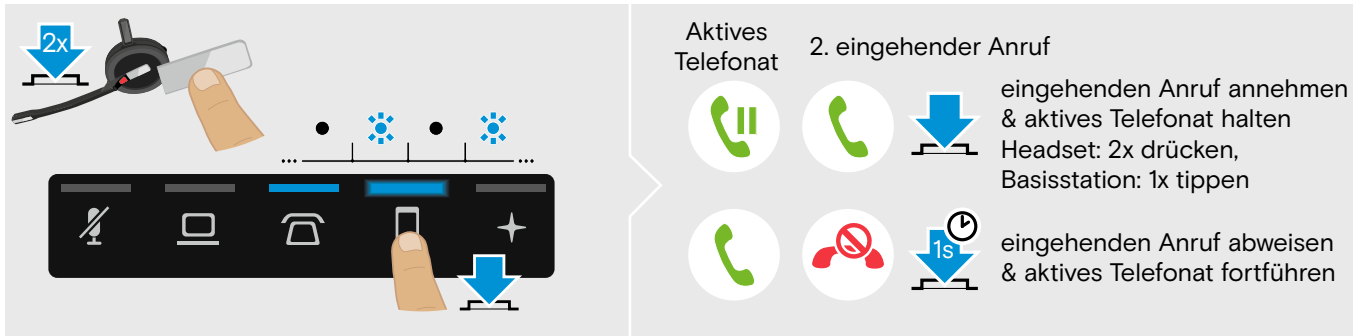 2x
Aktives
Telefonat
2. eingehender Anruf
eingehenden Anruf annehmen
& aktives Telefonat halten
Headset: 2x drücken,
Basisstation: 1x tippen
1s
eingehenden Anruf abweisen
& aktives Telefonat fortführen